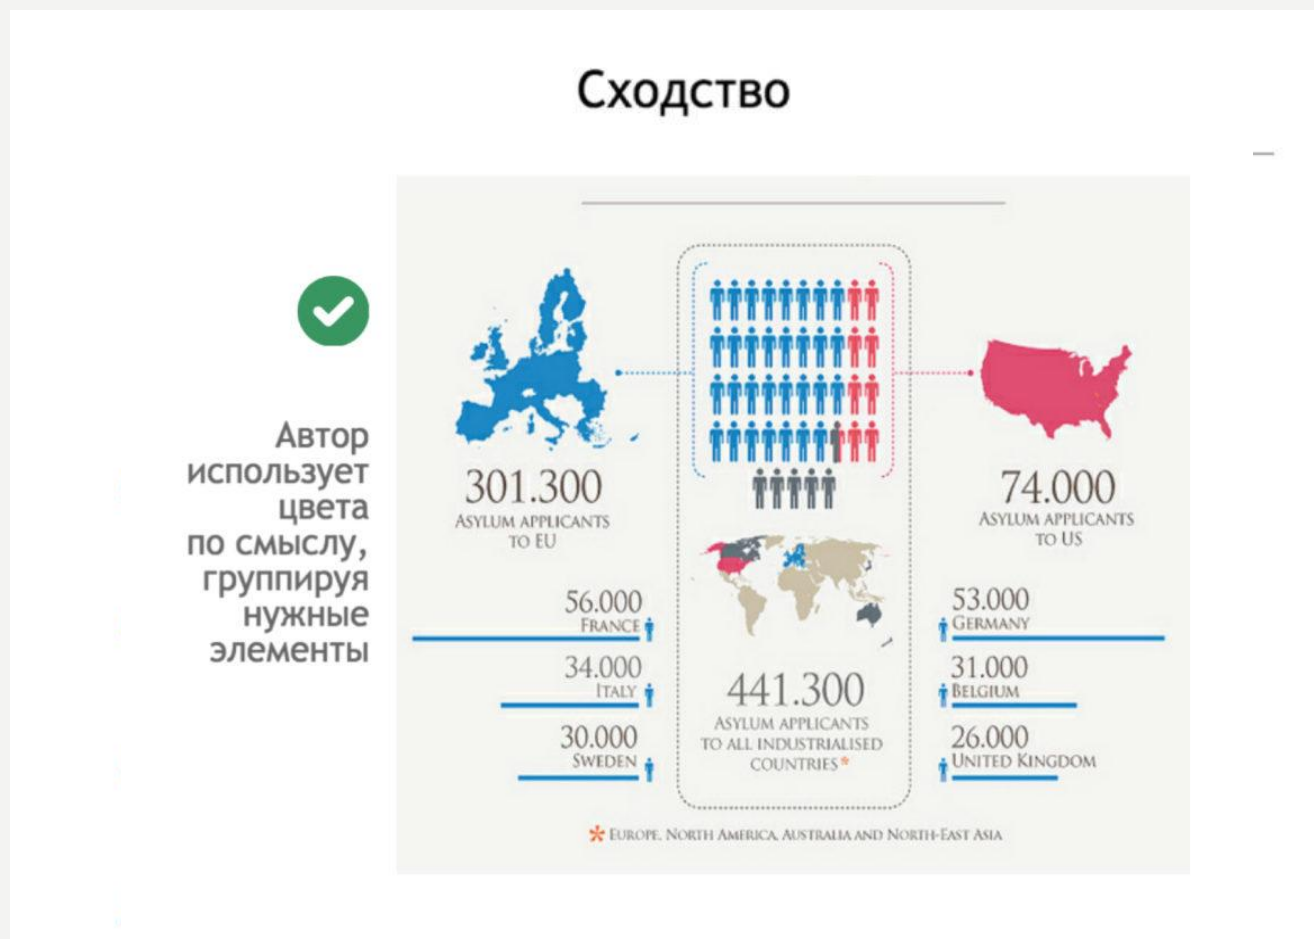 Сходство
Автор
использует
цвета
по смыслу,
группируя
нужные
элементы
301.300
ASYLUM APPLICANTS
TO EU
74.000
ASYLUM APPLICANTS
TO US
56.000
FRANCE
34.000
ITALY
30.000
SWEDEN
441.300
ASYLUM APPLICANTS
TO ALL INDUSTRIALISED
COUNTRIES*
53.000
GERMANY
31.000
BELGIUM
26.000
UNITED KINGDOM
* EUROPE, NORTH AMERICA, AUSTRALIA AND NORTH-EAST ASIA